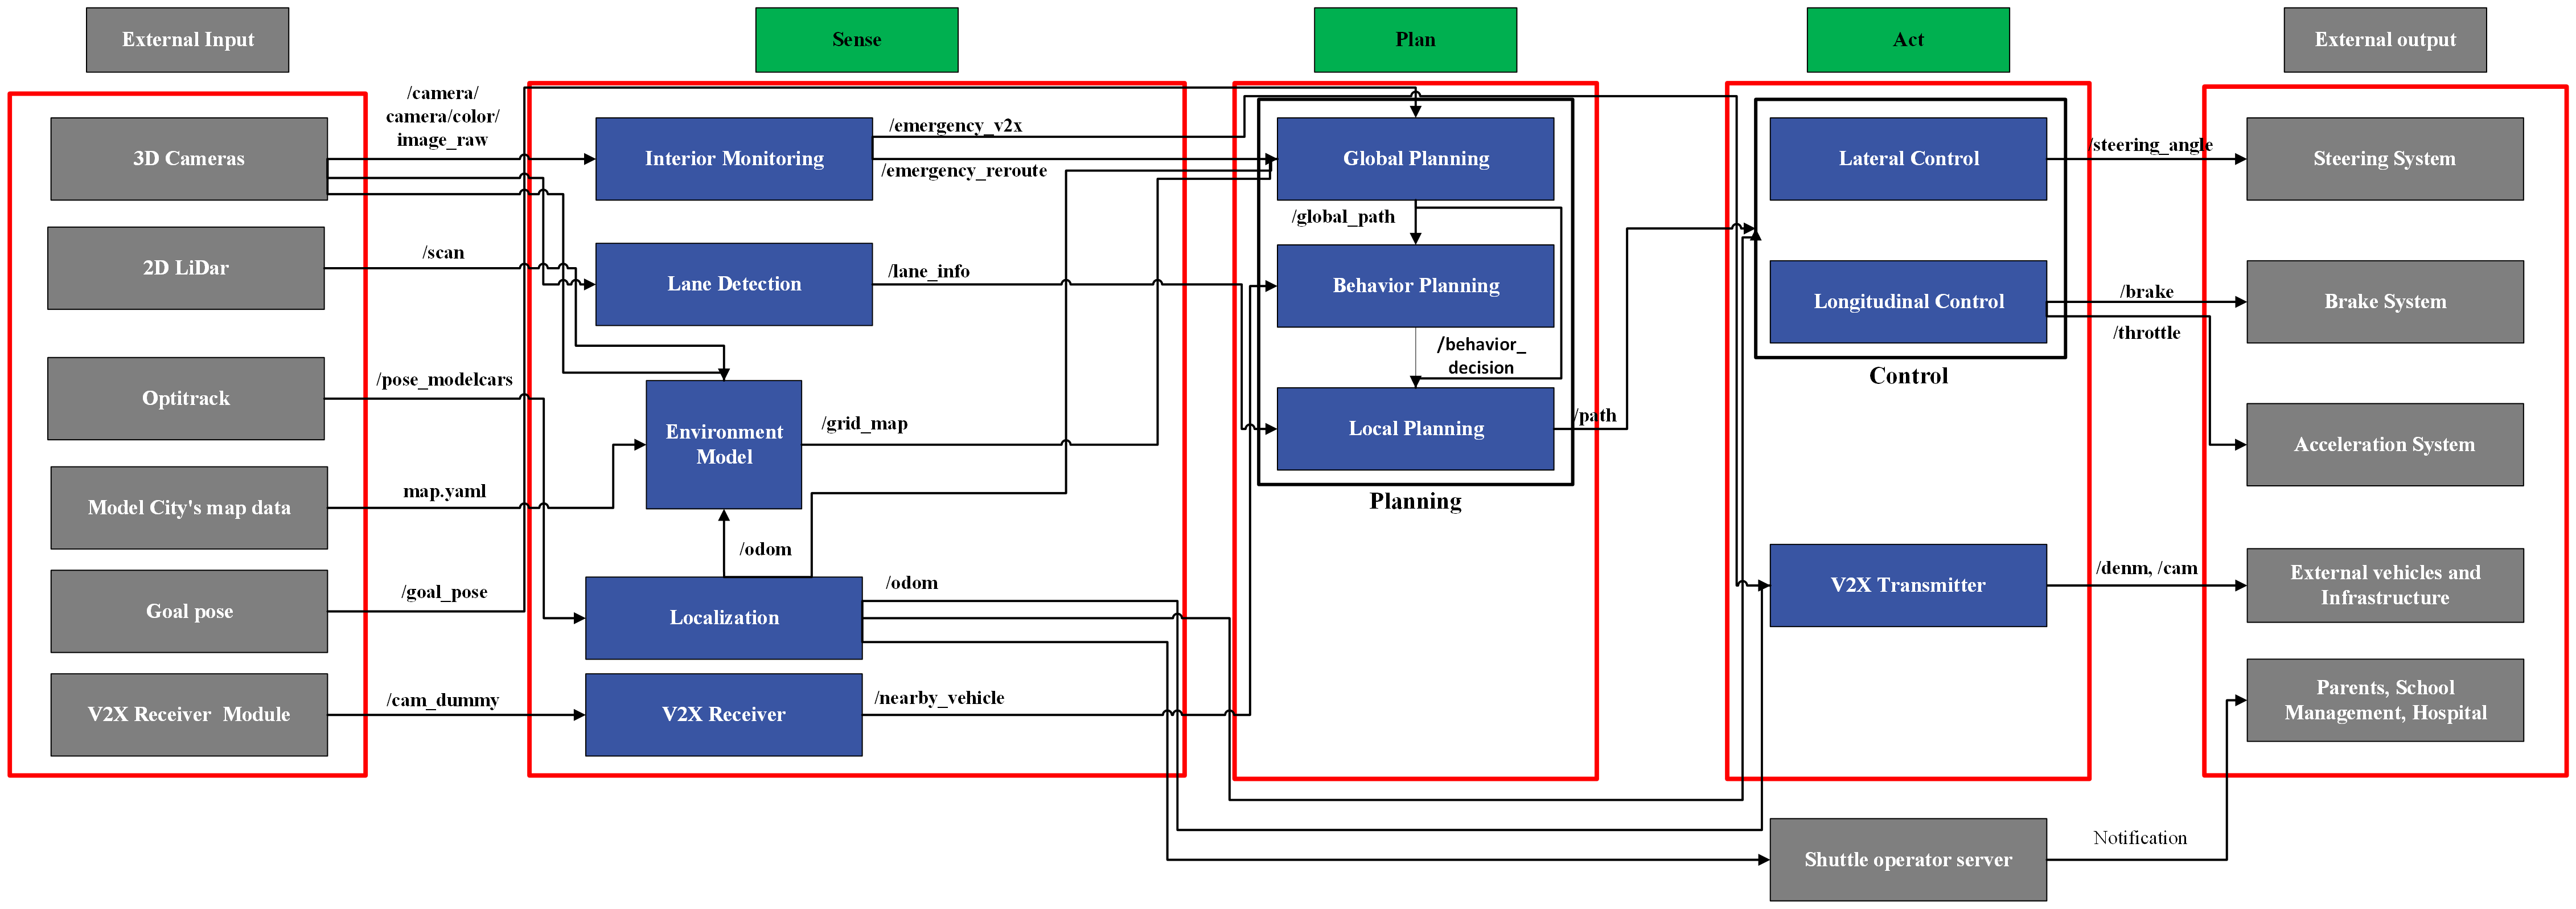 External Input
Sense
Plan
Act
External output
/camera/
camera/color/
image_raw
3D Cameras
2D LiDar
Optitrack
Model City's map data
Goal pose
V2X Receiver Module
/scan
/pose_modelcars
map.yaml
/goal_pose
/cam_dummy
Interior Monitoring
Lane Detection
Environment
Model
Localization
V2X Receiver
/emergency_v2x
/emergency_reroute
/lane_info
/grid_map
/odom
/odom
/nearby_vehicle
Global Planning
/global_path
Behavior Planning
/behavior_
decision
Local Planning
Planning
/path
Lateral Control
Longitudinal Control
Control
V2X Transmitter
Shuttle operator server
/steering_angle
/brake
/throttle
/denm, /cam
Notification
Steering System
Brake System
Acceleration System
External vehicles and
Infrastructure
Parents, School
Management, Hospital